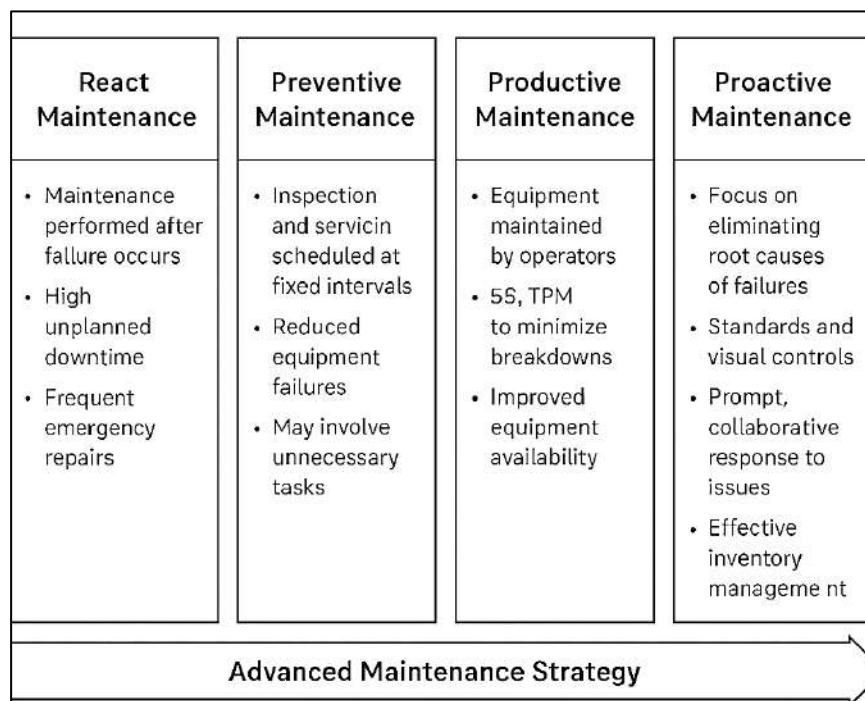 React
Maintenance
• Maintenance
performed after
fallure occurs
• High
unplanned
downtime
• Frequent
emergency
repairs
Preventive
Maintenance
• Inspection
and servicin
scheduled at
fixed intervals
• Reduced
equipment
failures
• May involve
unnecessary
tasks
Productive
Maintenance
• Equipment
maintained
by operators
• 5S, TPM
to minimize
breakdowns
• Improved
equipment
availability
Proactive
Maintenance
• Focus on
eliminating
root causes
of failures
• Standards and
visual controls
• Prompt,
collaborative
response to
issues
• Effective
inventory
manageme nt
Advanced Maintenance Strategy